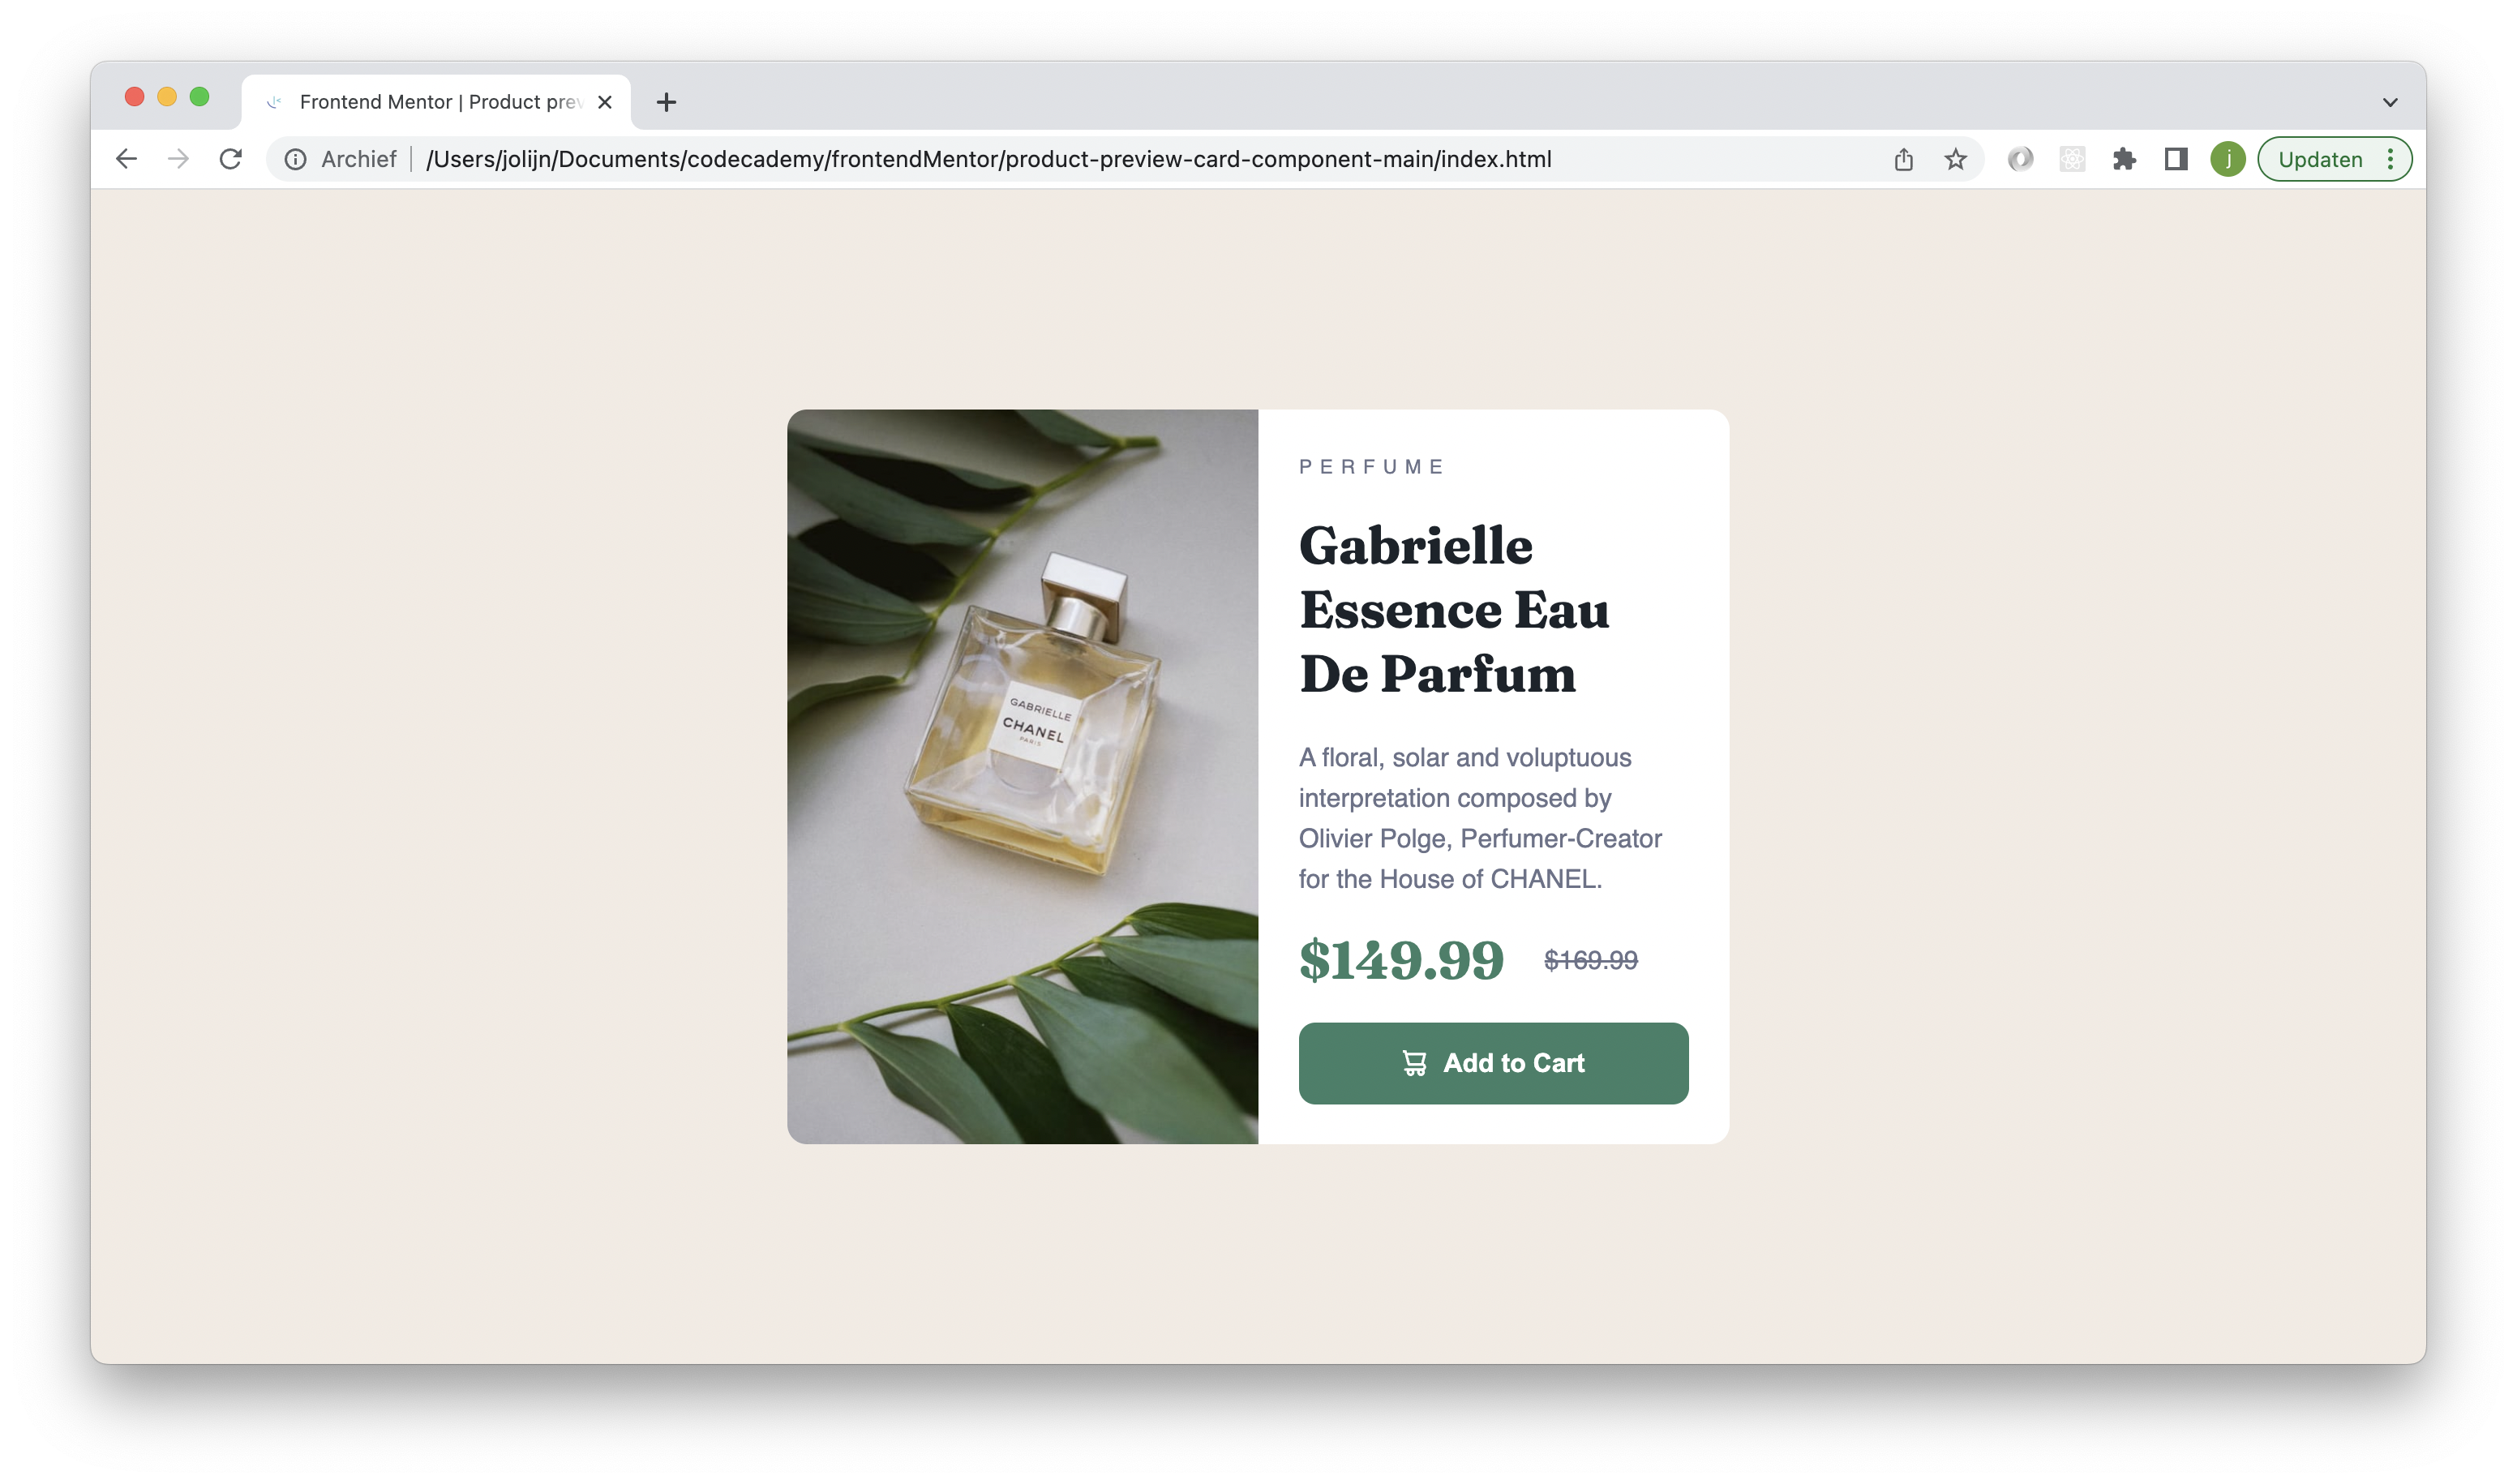 Frontend Mentor | Product prev
Archief
/Users/jolijn/Documents/codecademy/frontendMentor/product-preview-card-component-main/index.html
j
Updaten
GABRIELLE
CHANEL
PARIS
PERFUME
Gabrielle
Essence Eau
De Parfum
A floral, solar and voluptuous
interpretation composed by
Olivier Polge, Perfumer-Creator
for the House of CHANEL.
$149.99 $169.99
Add to Cart